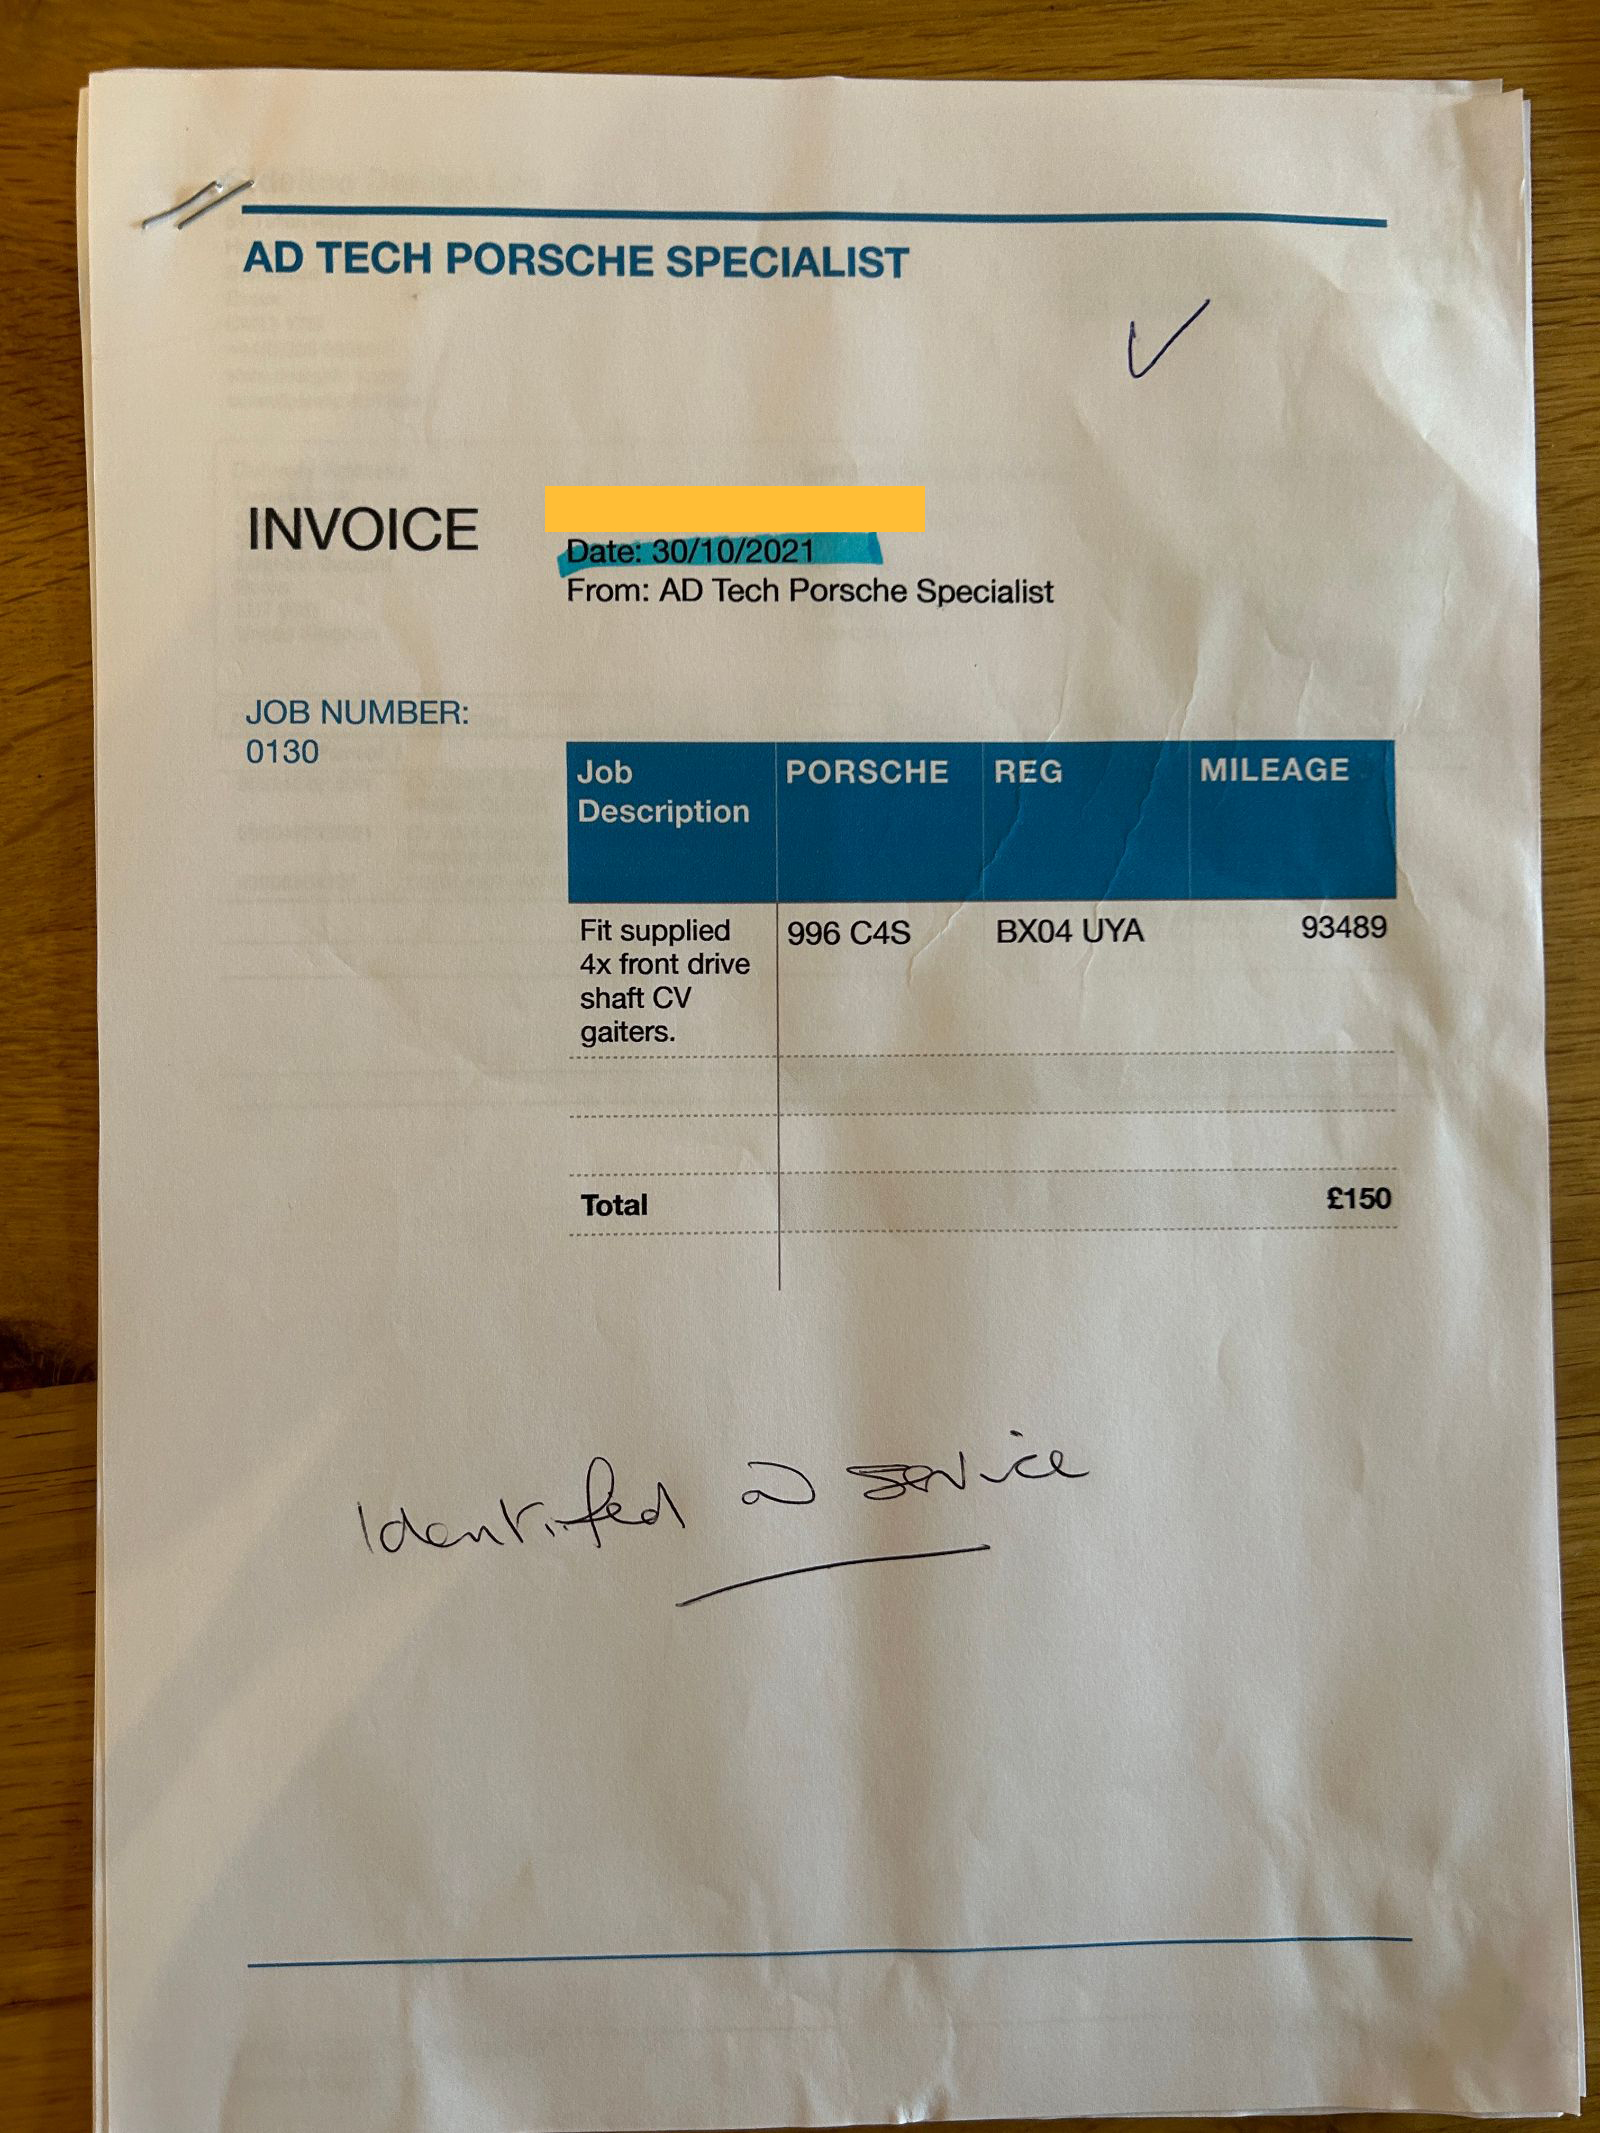 AD TECH PORSCHE SPECIALIST
INVOICE
Date: 30/10/2021
From: AD Tech Porsche Specialist
JOB NUMBER:
0130
Job Description PORSCHE REG MILEAGE
Fit supplied
4x front drive
shaft CV
gaiters.
996 C4S BX04 UYA 93489
Total £150
Identified service